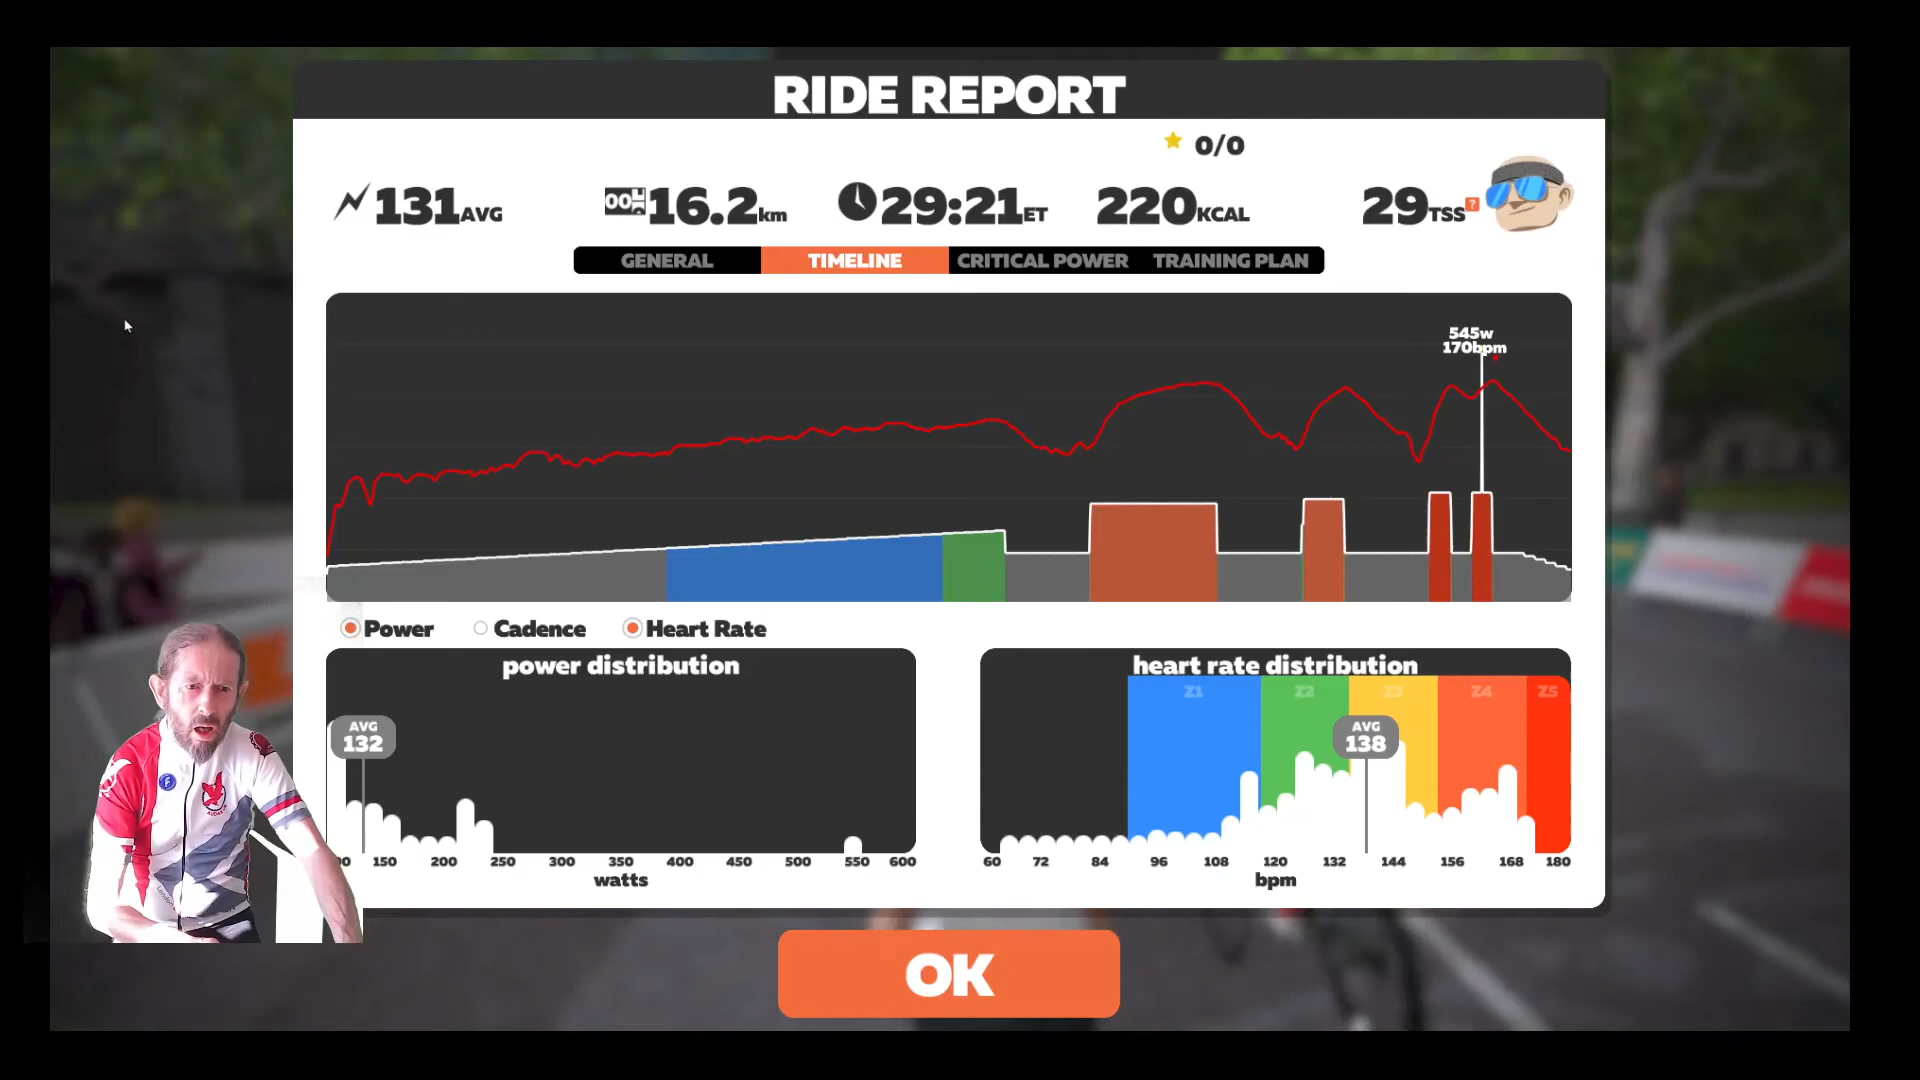 RIDE REPORT
0/0
131AVG
16.2km
29:21ET
220KCAL
29TSS?
GENERAL
TIMELINE
CRITICAL POWER
TRAINING PLAN
545w
170bpm
Power
Cadence
Heart Rate
power distribution
AVG
132
150 200 250 300 350 400 450 500 550 600
watts
heart rate distribution
Z1 Z2 Z3 Z4 Z5
AVG
138
60 72 84 96 108 120 132 144 156 168 180
bpm
OK